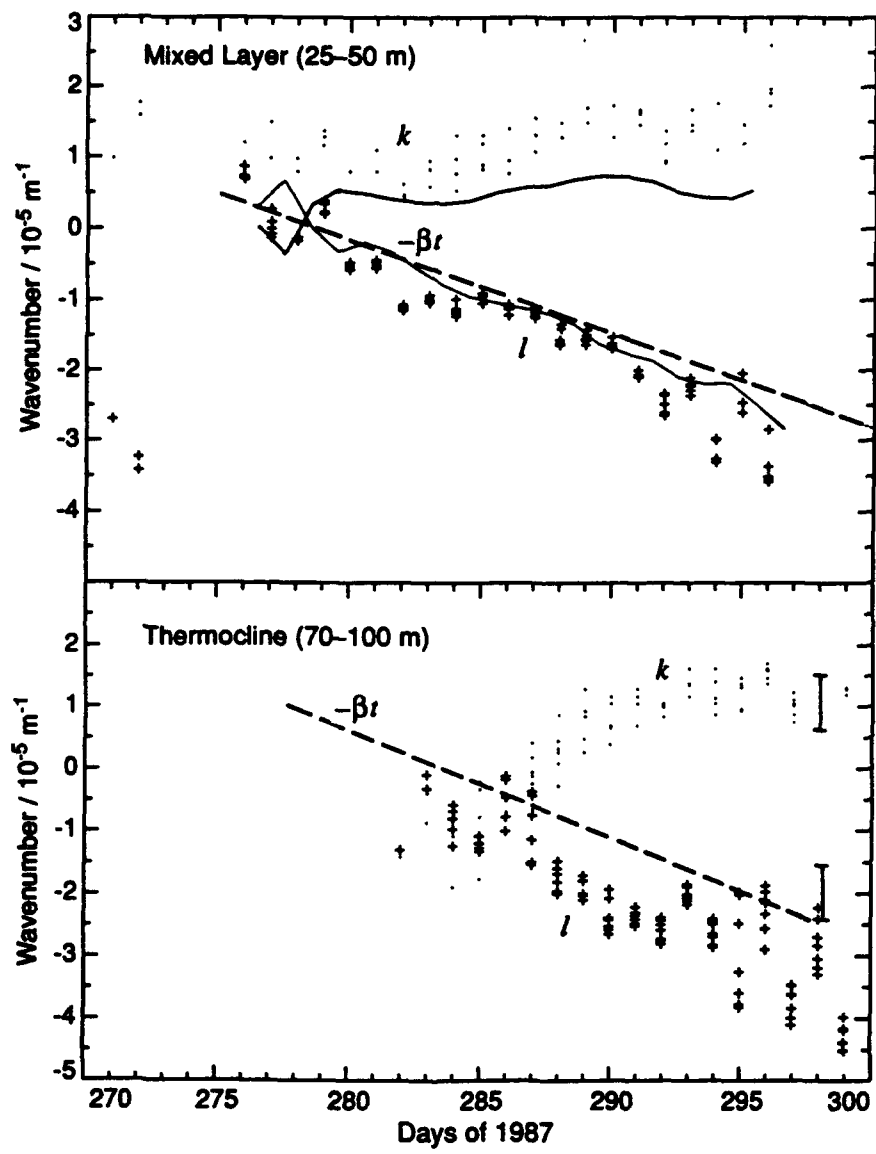 Mixed Layer (25–50 m)
Wavenumber / 10⁻⁵ m⁻¹
3
2
1
0
-1
-2
-3
-4
k
−βt
l
Thermocline (70–100 m)
Wavenumber / 10⁻⁵ m⁻¹
2
1
0
-1
-2
-3
-4
-5
k
−βt
l
270 275 280 285 290 295 300
Days of 1987